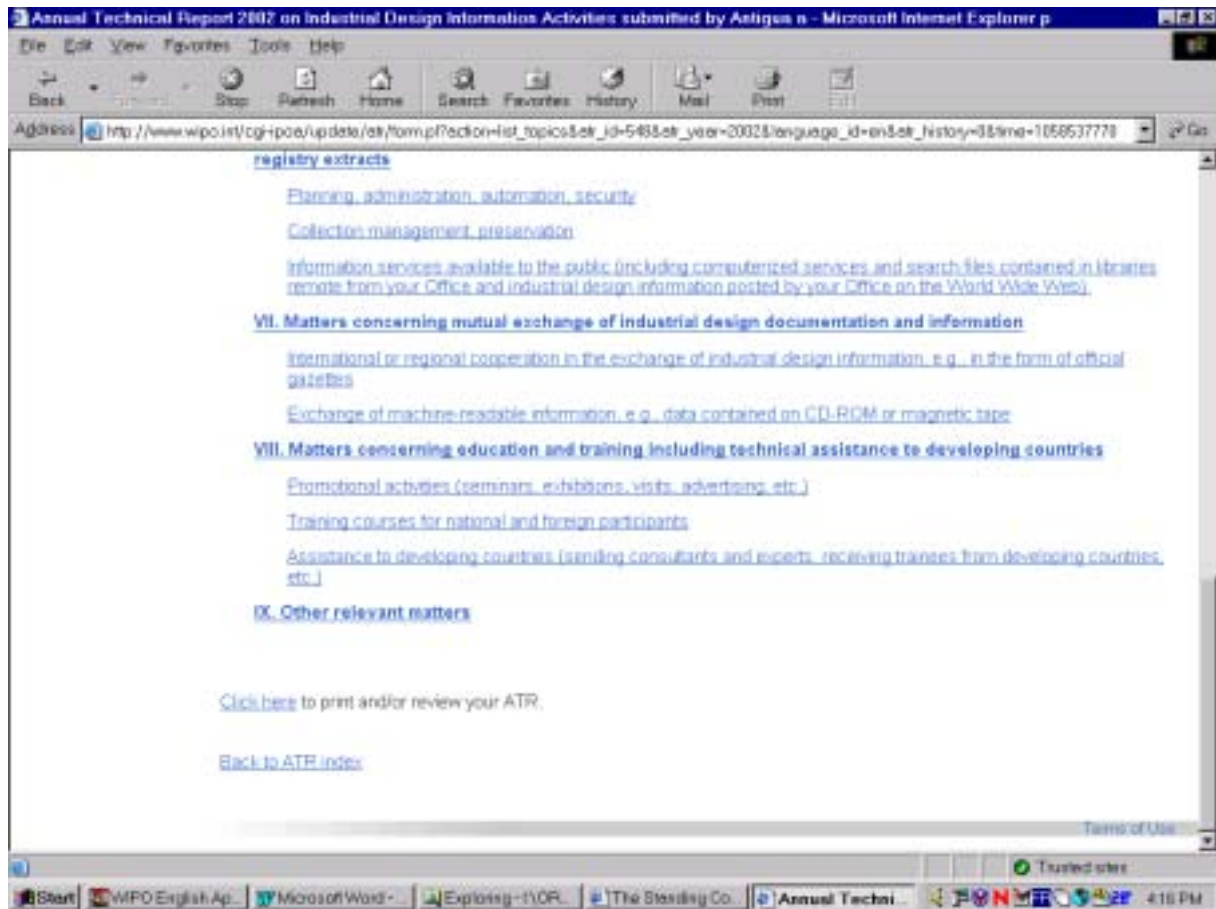 Annual Technical Report 2002 on Industrial Design Information Activities submitted by Antigua n - Microsoft Internet Explorer p
File Edit View Favorites Tools Help
Back Forward Stop Refresh Home Search Favorites History Mail Print Edit
Address http://www.wipo.int/cgi-ipoa/update/atr/form.pl?action=list_topics&atr_id=548&atr_year=2002&language_id=en&atr_history=0&time=1058537770 Go
registry extracts
Planning, administration, automation, security
Collection management, preservation
Information services available to the public (including computerized services and search files contained in libraries
remote from your Office and industrial design information posted by your Office on the World Wide Web)
VII. Matters concerning mutual exchange of industrial design documentation and information
International or regional cooperation in the exchange of industrial design information, e.g., in the form of official
gazettes
Exchange of machine-readable information, e.g., data contained on CD-ROM or magnetic tape
VIII. Matters concerning education and training including technical assistance to developing countries
Promotional activities (seminars, exhibitions, visits, advertising, etc.)
Training courses for national and foreign participants
Assistance to developing countries (sending consultants and experts, receiving trainees from developing countries,
etc.)
IX. Other relevant matters
Click here to print and/or review your ATR.
Back to ATR index
Terms of Use
Trusted sites
Start WIPO English Ap... Microsoft Word - ... Exploring - I:\OR... The Standing Co... Annual Techni... 4:16 PM